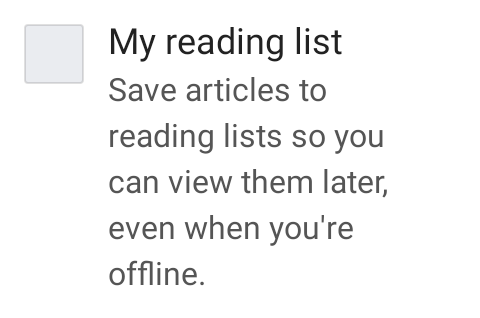 My reading list
Save articles to
reading lists so you
can view them later,
even when you're
offline.